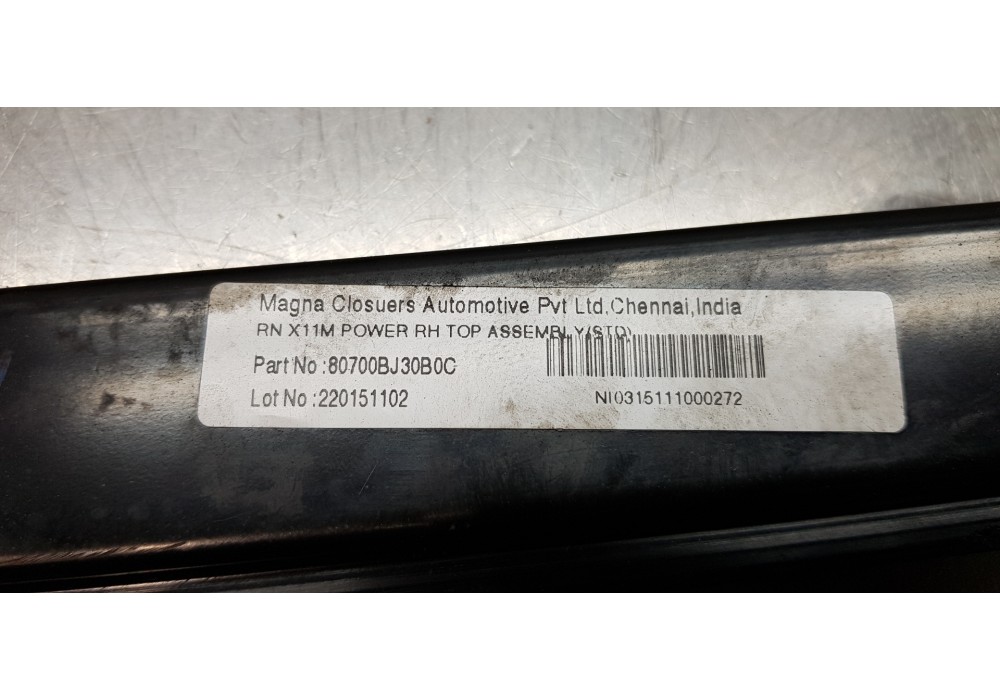 Magna Closuers Automotive Pvt Ltd.Chennai,India
RN X11M POWER RH TOP ASSEMBLY(STD)
Part No :80700BJ30B0C
Lot No :220151102
NI0315111000272